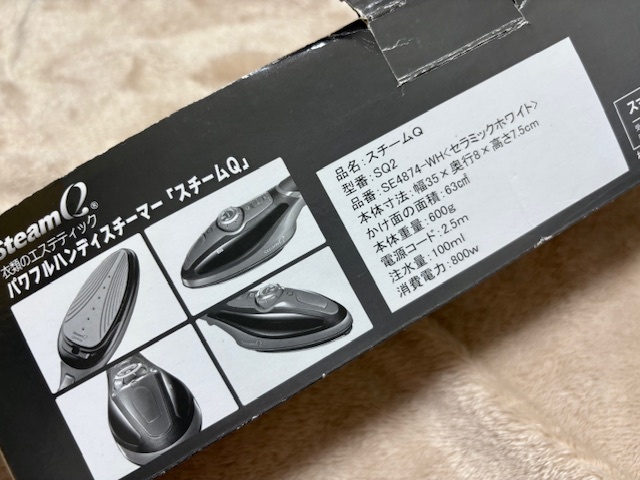 SteamQ®
衣類のエステティック
パワフルハンディスチーマー「スチームQ」
品名:スチームQ
型番:SQ2
品番:SE4874-WH<セラミックホワイト>
本体寸法:幅35×奥行8×高さ7.5cm
かけ面の面積:63㎠
本体重量:600g
電源コード:2.5m
注水量:100ml
消費電力:800w